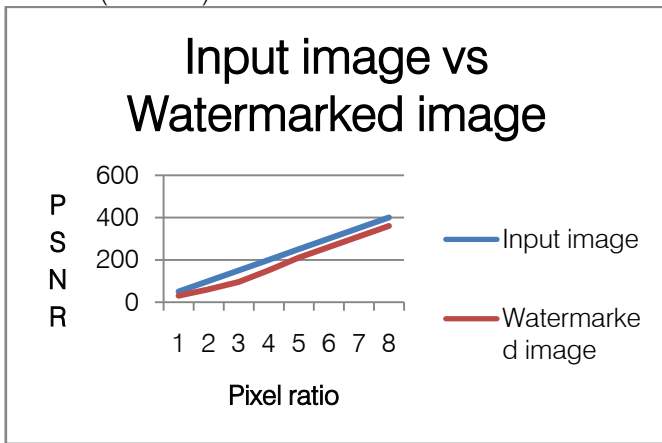 Input image vs
Watermarked image
P
S
N
R
600
400
200
0
1 2 3 4 5 6 7 8
Pixel ratio
Input image
Watermarke
d image